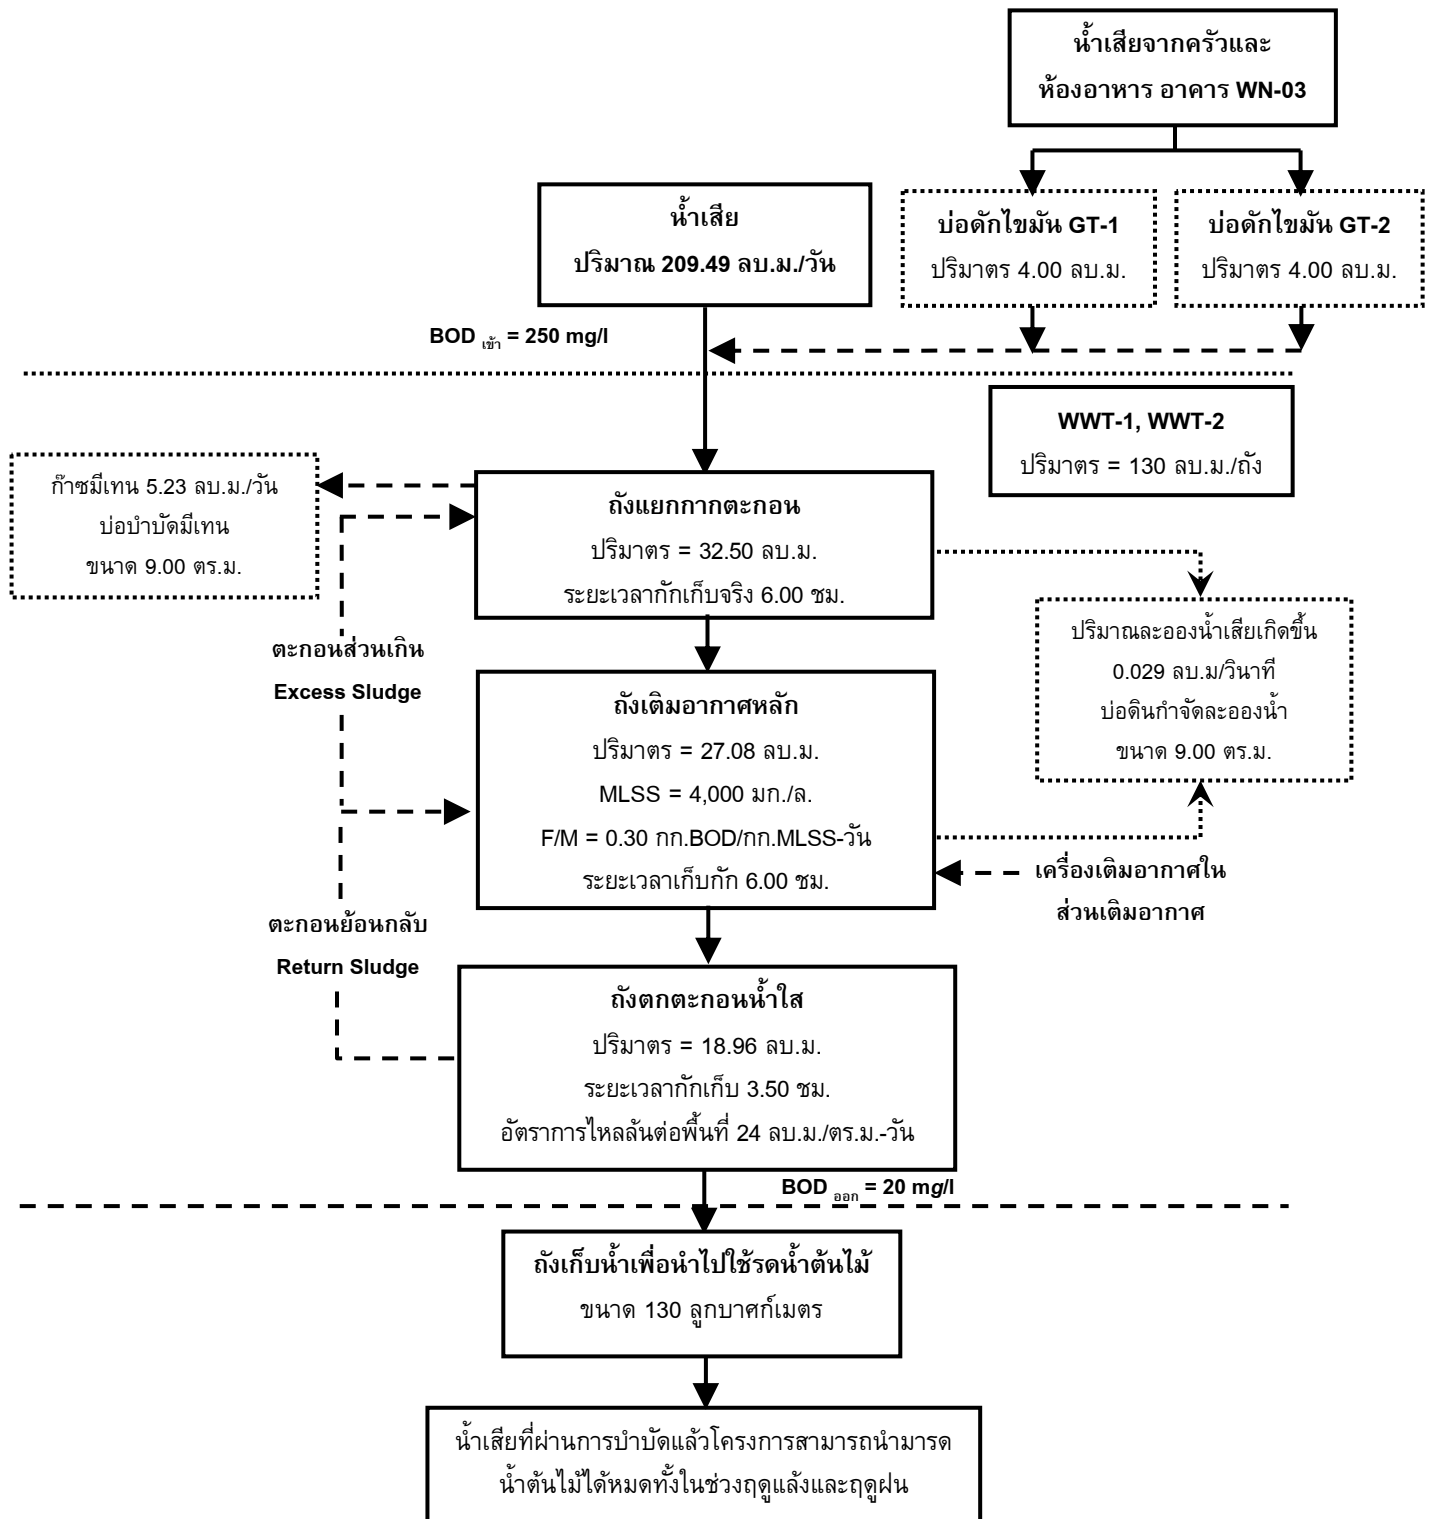 น้ำเสียจากครัวและ
ห้องอาหาร อาคาร WN-03
น้ำเสีย
ปริมาณ 209.49 ลบ.ม./วัน
บ่อดักไขมัน GT-1
ปริมาตร 4.00 ลบ.ม.
บ่อดักไขมัน GT-2
ปริมาตร 4.00 ลบ.ม.
BOD เข้า = 250 mg/l
WWT-1, WWT-2
ปริมาตร = 130 ลบ.ม./ถัง
ก๊าซมีเทน 5.23 ลบ.ม./วัน
บ่อบำบัดมีเทน
ขนาด 9.00 ตร.ม.
ถังแยกกากตะกอน
ปริมาตร = 32.50 ลบ.ม.
ระยะเวลากักเก็บจริง 6.00 ชม.
ปริมาณละอองน้ำเสียเกิดขึ้น
0.029 ลบ.ม/วินาที
บ่อดินกำจัดละอองน้ำ
ขนาด 9.00 ตร.ม.
ตะกอนส่วนเกิน
Excess Sludge
ถังเติมอากาศหลัก
ปริมาตร = 27.08 ลบ.ม.
MLSS = 4,000 มก./ล.
F/M = 0.30 กก.BOD/กก.MLSS-วัน
ระยะเวลาเก็บกัก 6.00 ชม.
เครื่องเติมอากาศใน
ส่วนเติมอากาศ
ตะกอนย้อนกลับ
Return Sludge
ถังตกตะกอนน้ำใส
ปริมาตร = 18.96 ลบ.ม.
ระยะเวลากักเก็บ 3.50 ชม.
อัตราการไหลล้นต่อพื้นที่ 24 ลบ.ม./ตร.ม.-วัน
BOD ออก = 20 mg/l
ถังเก็บน้ำเพื่อนำไปใช้รดน้ำต้นไม้
ขนาด 130 ลูกบาศก์เมตร
น้ำเสียที่ผ่านการบำบัดแล้วโครงการสามารถนำมารด
น้ำต้นไม้ได้หมดทั้งในช่วงฤดูแล้งและฤดูฝน